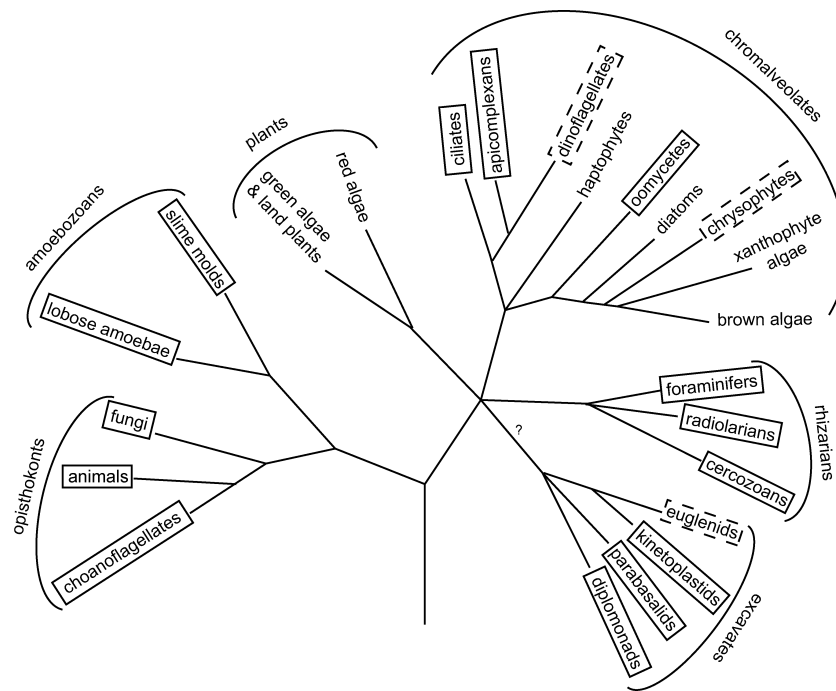 chromalveolates
ciliates
apicomplexans
dinoflagellates
haptophytes
oomycetes
diatoms
chrysophytes
xanthophyte
algae
brown algae
plants
green algae
& land plants
red algae
amoebozoans
slime molds
lobose amoebae
opisthokonts
fungi
animals
choanoflagellates
?
rhizarians
foraminifers
radiolarians
cercozoans
excavates
euglenids
kinetoplastids
parabasalids
diplomonads